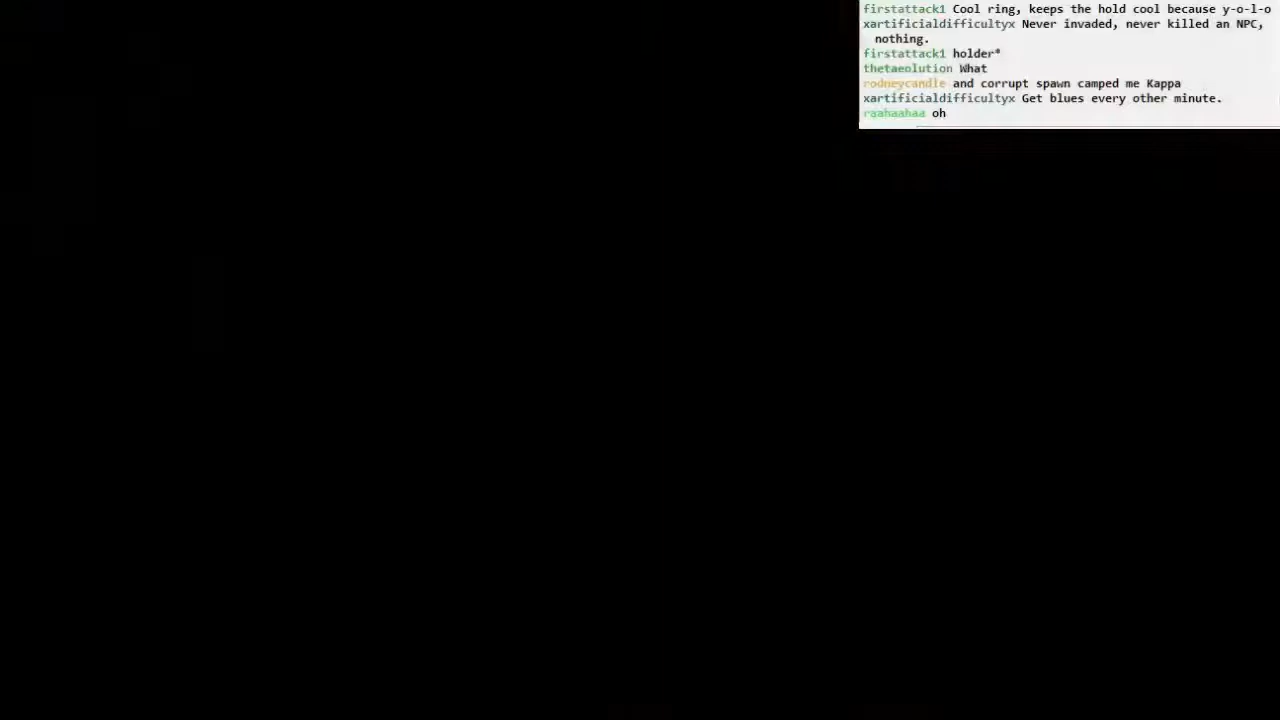 firstattack1 Cool ring, keeps the hold cool because y-o-l-o
xartificialdifficultyx Never invaded, never killed an NPC,
nothing.
firstattack1 holder*
thetaenlution What
rodneycandle and corrupt spawn camped me Kappa
xartificialdifficultyx Get blues every other minute.
raahaahaa oh